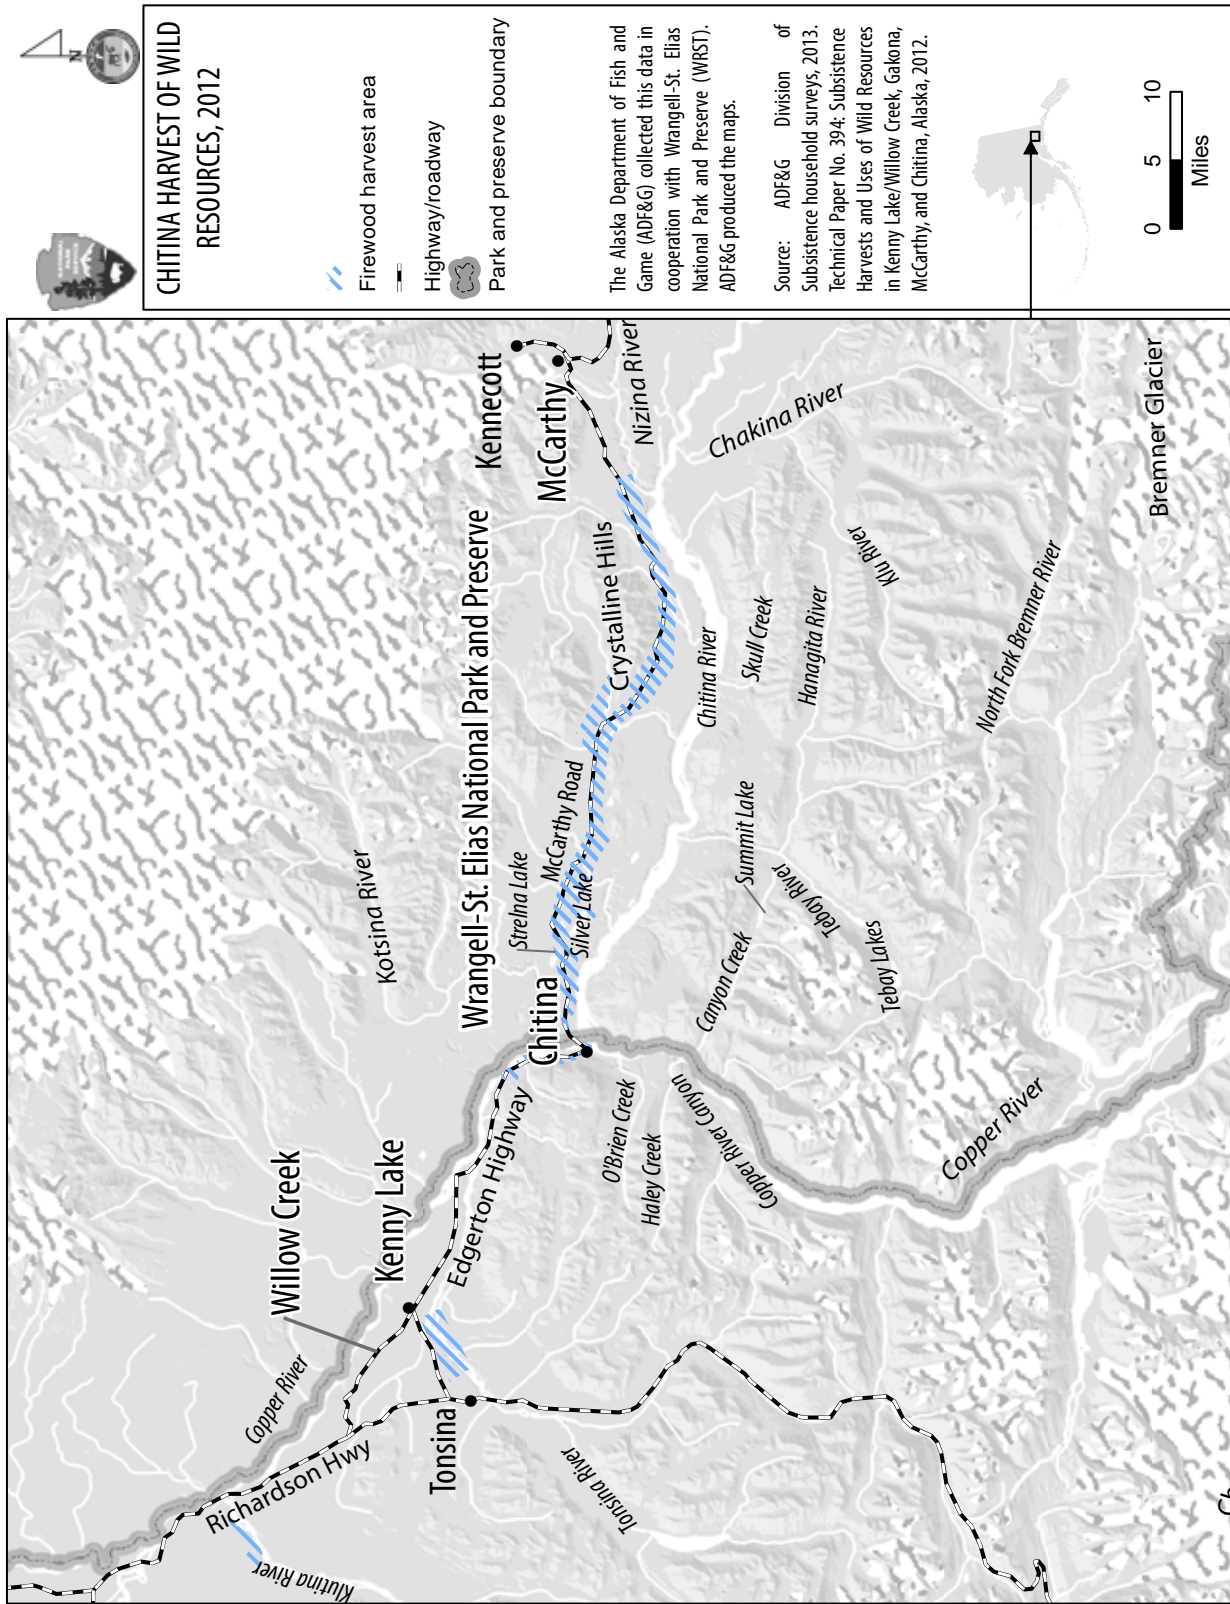 CHITINA HARVEST OF WILD
RESOURCES, 2012
N
Firewood harvest area
Highway/roadway
Park and preserve boundary
The Alaska Department of Fish and
Game (ADF&G) collected this data in
cooperation with Wrangell-St. Elias
National Park and Preserve (WRST).
ADF&G produced the maps.
Source: ADF&G Division of
Subsistence household surveys, 2013.
Technical Paper No. 394: Subsistence
Harvests and Uses of Wild Resources
in Kenny Lake/Willow Creek, Gakona,
McCarthy, and Chitina, Alaska, 2012.
0 5 10
Miles
Kennecott
McCarthy
Nizina River
Chakina River
Bremner Glacier
Wrangell-St. Elias National Park and Preserve
Crystalline Hills
Chitina River
Skull Creek
Hanagita River
Klu River
North Fork Bremner River
Kotsina River
Strelna Lake
McCarthy Road
Silver Lake
Summit Lake
Tebay River
Tebay Lakes
Canyon Creek
Chitina
Willow Creek
Kenny Lake
Edgerton Highway
O'Brien Creek
Haley Creek
Copper River Canyon
Copper River
Copper River
Richardson Hwy
Tonsina
Tonsina River
Klutina River
Ch